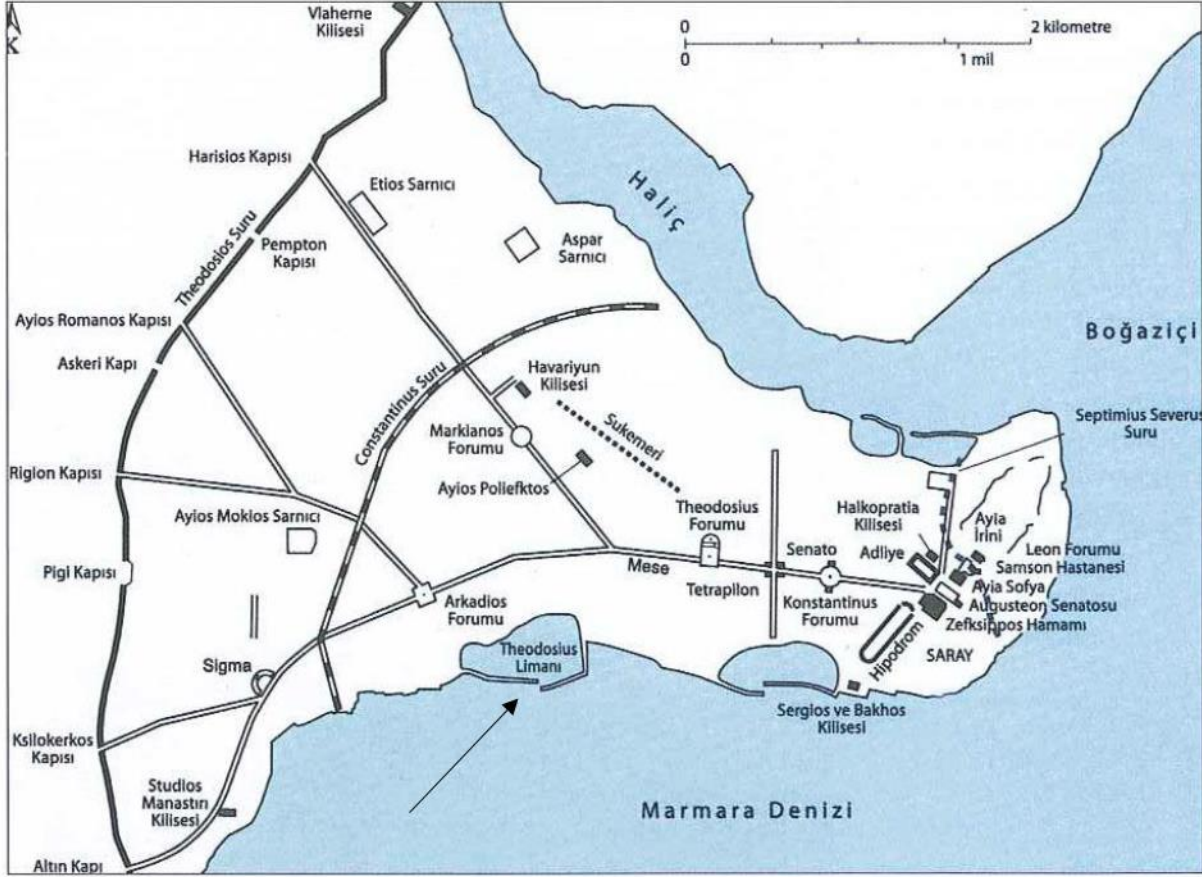 Vlaherne
Kilisesi
K
0
2 kilometre
0
1 mil
Harisios Kapısı
Etios Sarnıcı
Haliç
Theodosios Suru
Pempton
Kapısı
Aspar
Sarnıcı
Ayios Romanos Kapısı
Boğaziçi
Askeri Kapı
Constantinus Suru
Havariyun
Kilisesi
Sukemeri
Septimius Severus
Suru
Markianos
Forumu
Rigion Kapısı
Ayios Poliefktos
Theodosius
Forumu
Halkopratia
Kilisesi
Ayios Mokios Sarnıcı
Ayia
İrini
Senato
Adliye
Leon Forumu
Samson Hastanesi
Pigi Kapısı
Mese
Tetrapilon
Ayia Sofya
Arkadios
Forumu
Konstantinus
Forumu
Augusteon Senatosu
Zefksippos Hamamı
Hipodrom
SARAY
Sigma
Theodosius
Limanı
Sergios ve Bakhos
Kilisesi
Ksilokerkos
Kapısı
Studios
Manastırı
Kilisesi
Marmara Denizi
Altın Kapı